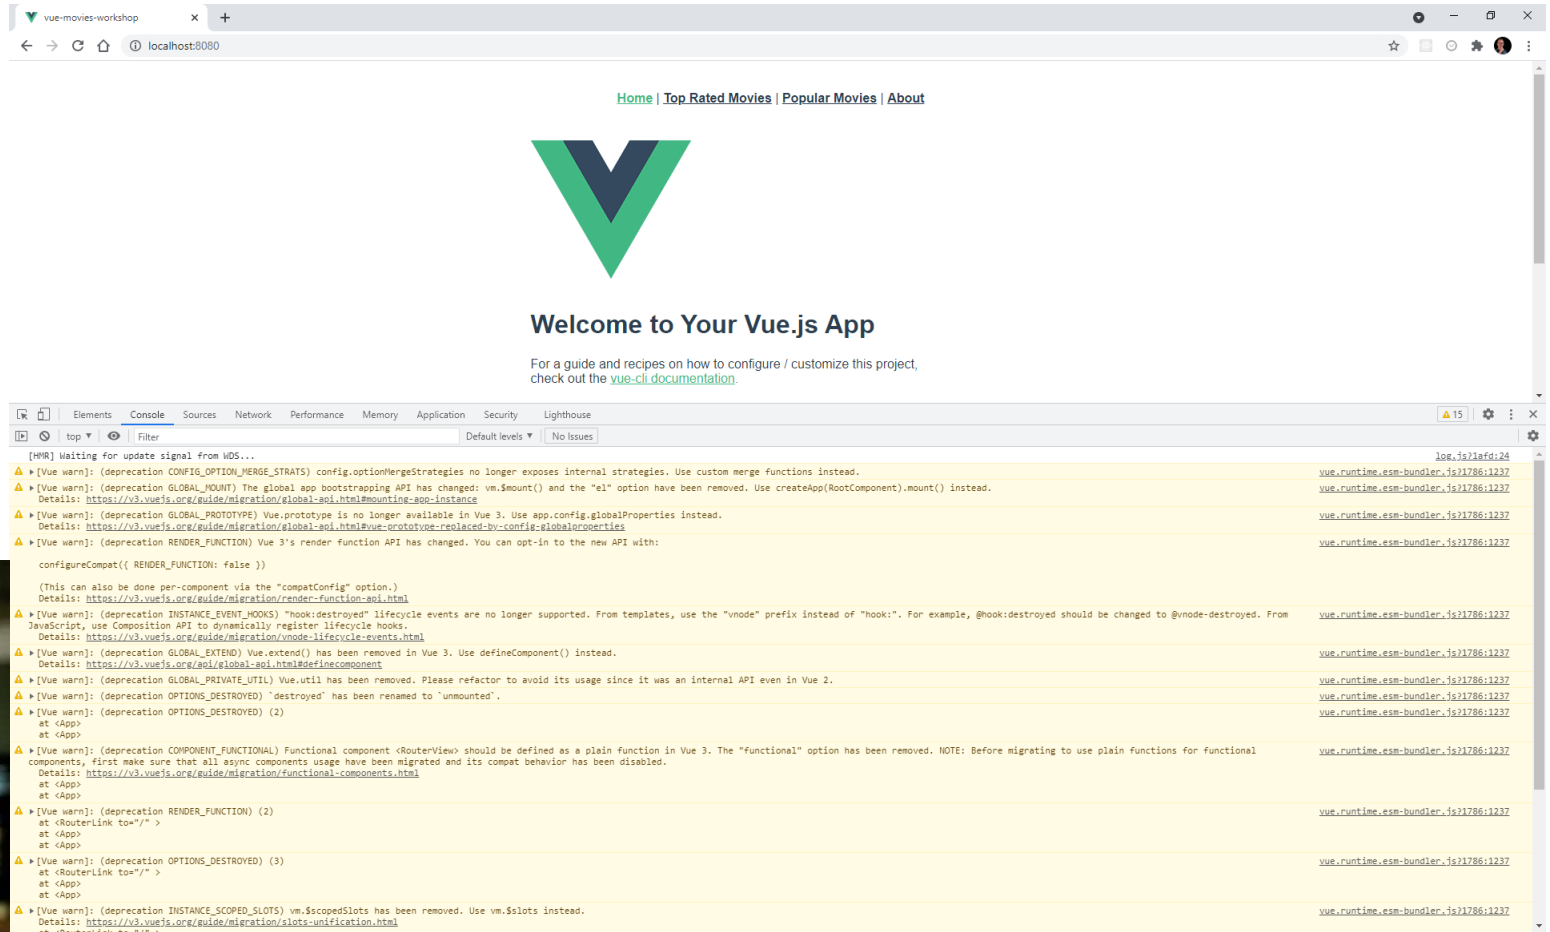 vue-movies-workshop
localhost:8080
Home | Top Rated Movies | Popular Movies | About
Welcome to Your Vue.js App
For a guide and recipes on how to configure / customize this project,
check out the vue-cli documentation.
Elements Console Sources Network Performance Memory Application Security Lighthouse 15
top Filter Default levels No Issues
[HMR] Waiting for update signal from WDS... log.js?1afd:24
[Vue warn]: (deprecation CONFIG_OPTION_MERGE_STRATS) config.optionMergeStrategies no longer exposes internal strategies. Use custom merge functions instead. vue.runtime.esm-bundler.js?1786:1237
[Vue warn]: (deprecation GLOBAL_MOUNT) The global app bootstrapping API has changed: vm.$mount() and the "el" option have been removed. Use createApp(RootComponent).mount() instead. vue.runtime.esm-bundler.js?1786:1237
Details: https://v3.vuejs.org/guide/migration/global-api.html#mounting-app-instance
[Vue warn]: (deprecation GLOBAL_PROTOTYPE) Vue.prototype is no longer available in Vue 3. Use app.config.globalProperties instead. vue.runtime.esm-bundler.js?1786:1237
Details: https://v3.vuejs.org/guide/migration/global-api.html#vue-prototype-replaced-by-config-globalproperties
[Vue warn]: (deprecation RENDER_FUNCTION) Vue 3's render function API has changed. You can opt-in to the new API with: vue.runtime.esm-bundler.js?1786:1237
configureCompat({ RENDER_FUNCTION: false })
(This can also be done per-component via the "compatConfig" option.)
Details: https://v3.vuejs.org/guide/migration/render-function-api.html
[Vue warn]: (deprecation INSTANCE_EVENT_HOOKS) "hook:destroyed" lifecycle events are no longer supported. From templates, use the "vnode" prefix instead of "hook:". For example, @hook:destroyed should be changed to @vnode-destroyed. From vue.runtime.esm-bundler.js?1786:1237
JavaScript, use Composition API to dynamically register lifecycle hooks.
Details: https://v3.vuejs.org/guide/migration/vnode-lifecycle-events.html
[Vue warn]: (deprecation GLOBAL_EXTEND) Vue.extend() has been removed in Vue 3. Use defineComponent() instead. vue.runtime.esm-bundler.js?1786:1237
Details: https://v3.vuejs.org/api/global-api.html#definecomponent
[Vue warn]: (deprecation GLOBAL_PRIVATE_UTIL) Vue.util has been removed. Please refactor to avoid its usage since it was an internal API even in Vue 2. vue.runtime.esm-bundler.js?1786:1237
[Vue warn]: (deprecation OPTIONS_DESTROYED) `destroyed` has been renamed to `unmounted`. vue.runtime.esm-bundler.js?1786:1237
[Vue warn]: (deprecation OPTIONS_DESTROYED) (2) vue.runtime.esm-bundler.js?1786:1237
at <App>
at <App>
[Vue warn]: (deprecation COMPONENT_FUNCTIONAL) Functional component <RouterView> should be defined as a plain function in Vue 3. The "functional" option has been removed. NOTE: Before migrating to use plain functions for functional vue.runtime.esm-bundler.js?1786:1237
components, first make sure that all async components usage have been migrated and its compat behavior has been disabled.
Details: https://v3.vuejs.org/guide/migration/functional-components.html
at <App>
at <App>
[Vue warn]: (deprecation RENDER_FUNCTION) (2) vue.runtime.esm-bundler.js?1786:1237
at <RouterLink to="/" >
at <App>
at <App>
[Vue warn]: (deprecation OPTIONS_DESTROYED) (3) vue.runtime.esm-bundler.js?1786:1237
at <RouterLink to="/" >
at <App>
at <App>
[Vue warn]: (deprecation INSTANCE_SCOPED_SLOTS) vm.$scopedSlots has been removed. Use vm.$slots instead. vue.runtime.esm-bundler.js?1786:1237
Details: https://v3.vuejs.org/guide/migration/slots-unification.html